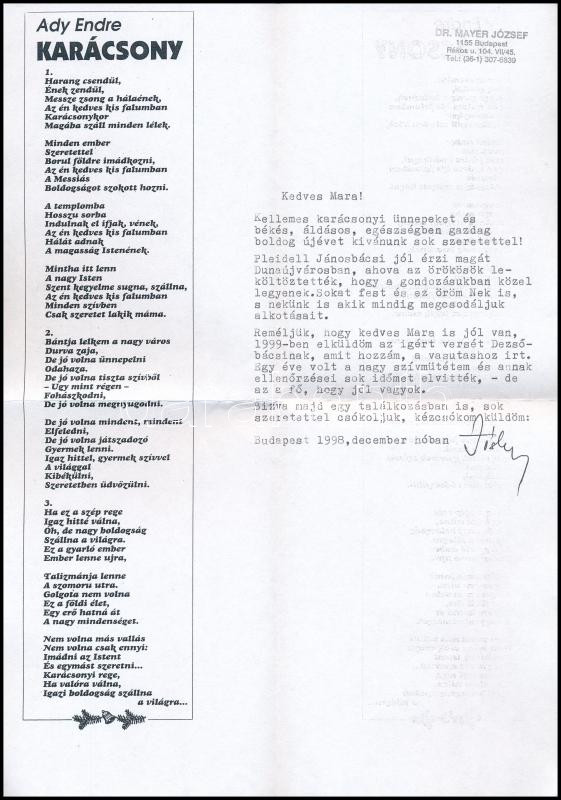 Ady Endre
KARÁCSONY
1.
Harang csendül,
Ének zendül,
Messze zsong a hálaének,
Az én kedves kis falumban
Karácsonykor
Magába száll minden lélek.
Minden ember
Szeretettel
Borul földre imádkozni,
Az én kedves kis falumban
A Messiás
Boldogságot szokott hozni.
A templomba
Hosszu sorba
Indulnak el ifjak, vének,
Az én kedves kis falumban
Hálát adnak
A magasság Istenének.
Mintha itt lenn
A nagy Isten
Szent kegyelme sugna, szállna,
Az én kedves kis falumban
Minden szívben
Csak szeretet lakik máma.
2.
Bántja lelkem a nagy város
Durva zaja,
De jó volna ünnepelni
Odahaza.
De jó volna tiszta szívből
– Ugy mint régen –
Fohászkodni,
De jó volna megnyugodni.
De jó volna mindent, mindent
Elfeledni,
De jó volna játszadozó
Gyermek lenni.
Igaz hittel, gyermek szívvel
A világgal
Kibékülni,
Szeretetben üdvözülni.
3.
Ha ez a szép rege
Igaz hitté válna,
Óh, de nagy boldogság
Szállna a világra.
Ez a gyarló ember
Ember lenne ujra,
Talizmánja lenne
A szomoru utra.
Golgota nem volna
Ez a földi élet,
Egy erő hatná át
A nagy mindenséget.
Nem volna más vallás
Nem volna csak ennyi:
Imádni az Istent
És egymást szeretni...
Karácsonyi rege,
Ha valóra válna,
Igazi boldogság szállna
a világra...
DR. MAYER JÓZSEF
1155 Budapest
Rákos u. 104. VII/45.
Tel.: (36-1) 307-6839
Kedves Mara!
Kellemes karácsonyi ünnepeket és
békés, áldásos, egészségben gazdag
boldog újévet kivánunk sok szeretettel!
Pleidell Jánosbácsi jól érzi magát
Dunaújvárosban, ahova az örökösök le-
költöztették, hogy a gondozásukban közel
legyenek.Sokat fest és ez öröm Nek is,
s nekünk is akik mindig megcsodáljuk
alkotásait.
Reméljük, hogy kedves Mara is jól van,
1999-ben elküldöm az igért versét Dezső-
bácsinak, amit hozzám, a vasutashoz irt.
Egy éve volt a nagy szívmütétem és annak
ellenőrzései sok időmet elvitték, - de
az a fő, hogy jól vagyok.
Bizva majd egy találkozásban is, sok
szeretettel csókoljuk, kézcsókom küldöm:
Budapest 1998,december hóban